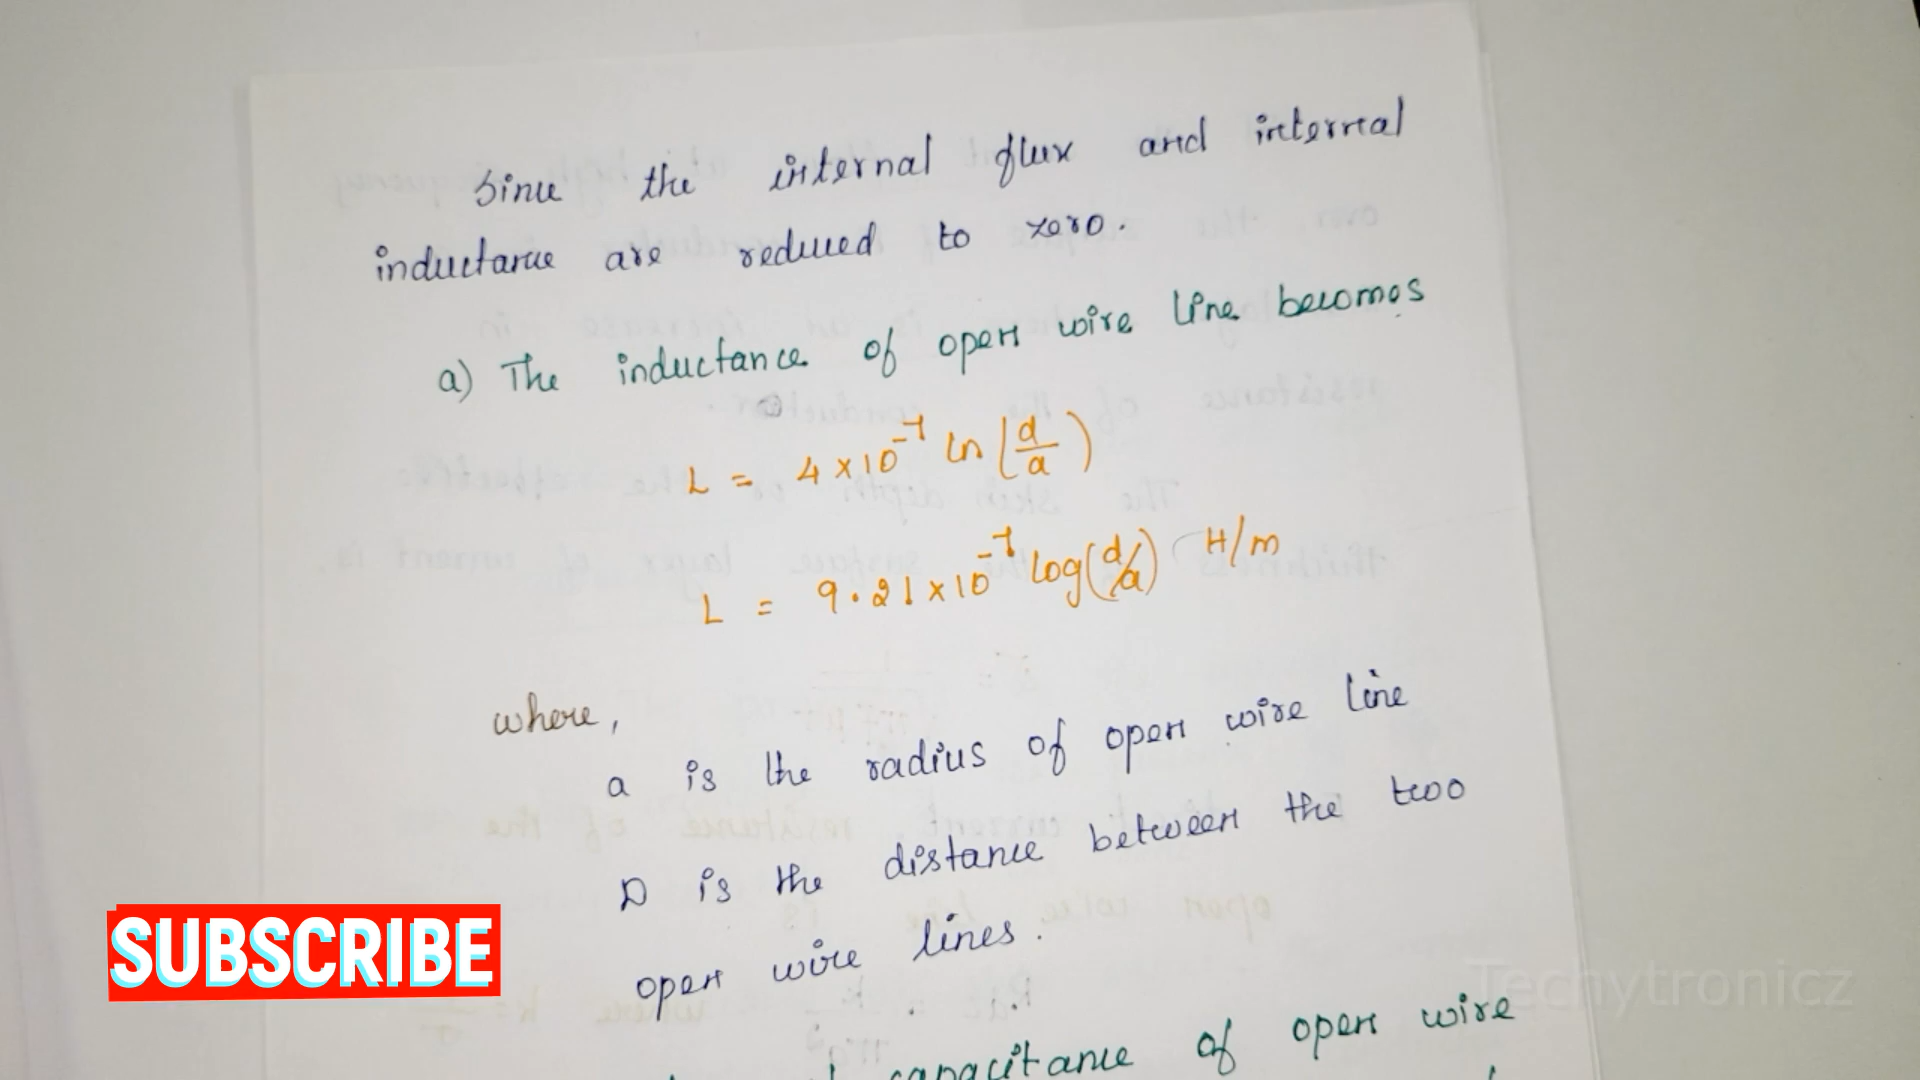 Since the internal flux and internal
inductance are reduced to zero.
a) The inductance of open wire line becomes
L = 4×10⁻⁷ ln(d/a)
L = 9.21×10⁻⁷ log(d/a) H/m
where,
a is the radius of open wire line
D is the distance between the two
open wire lines.
capacitance of open wire
SUBSCRIBE
Techytronicz